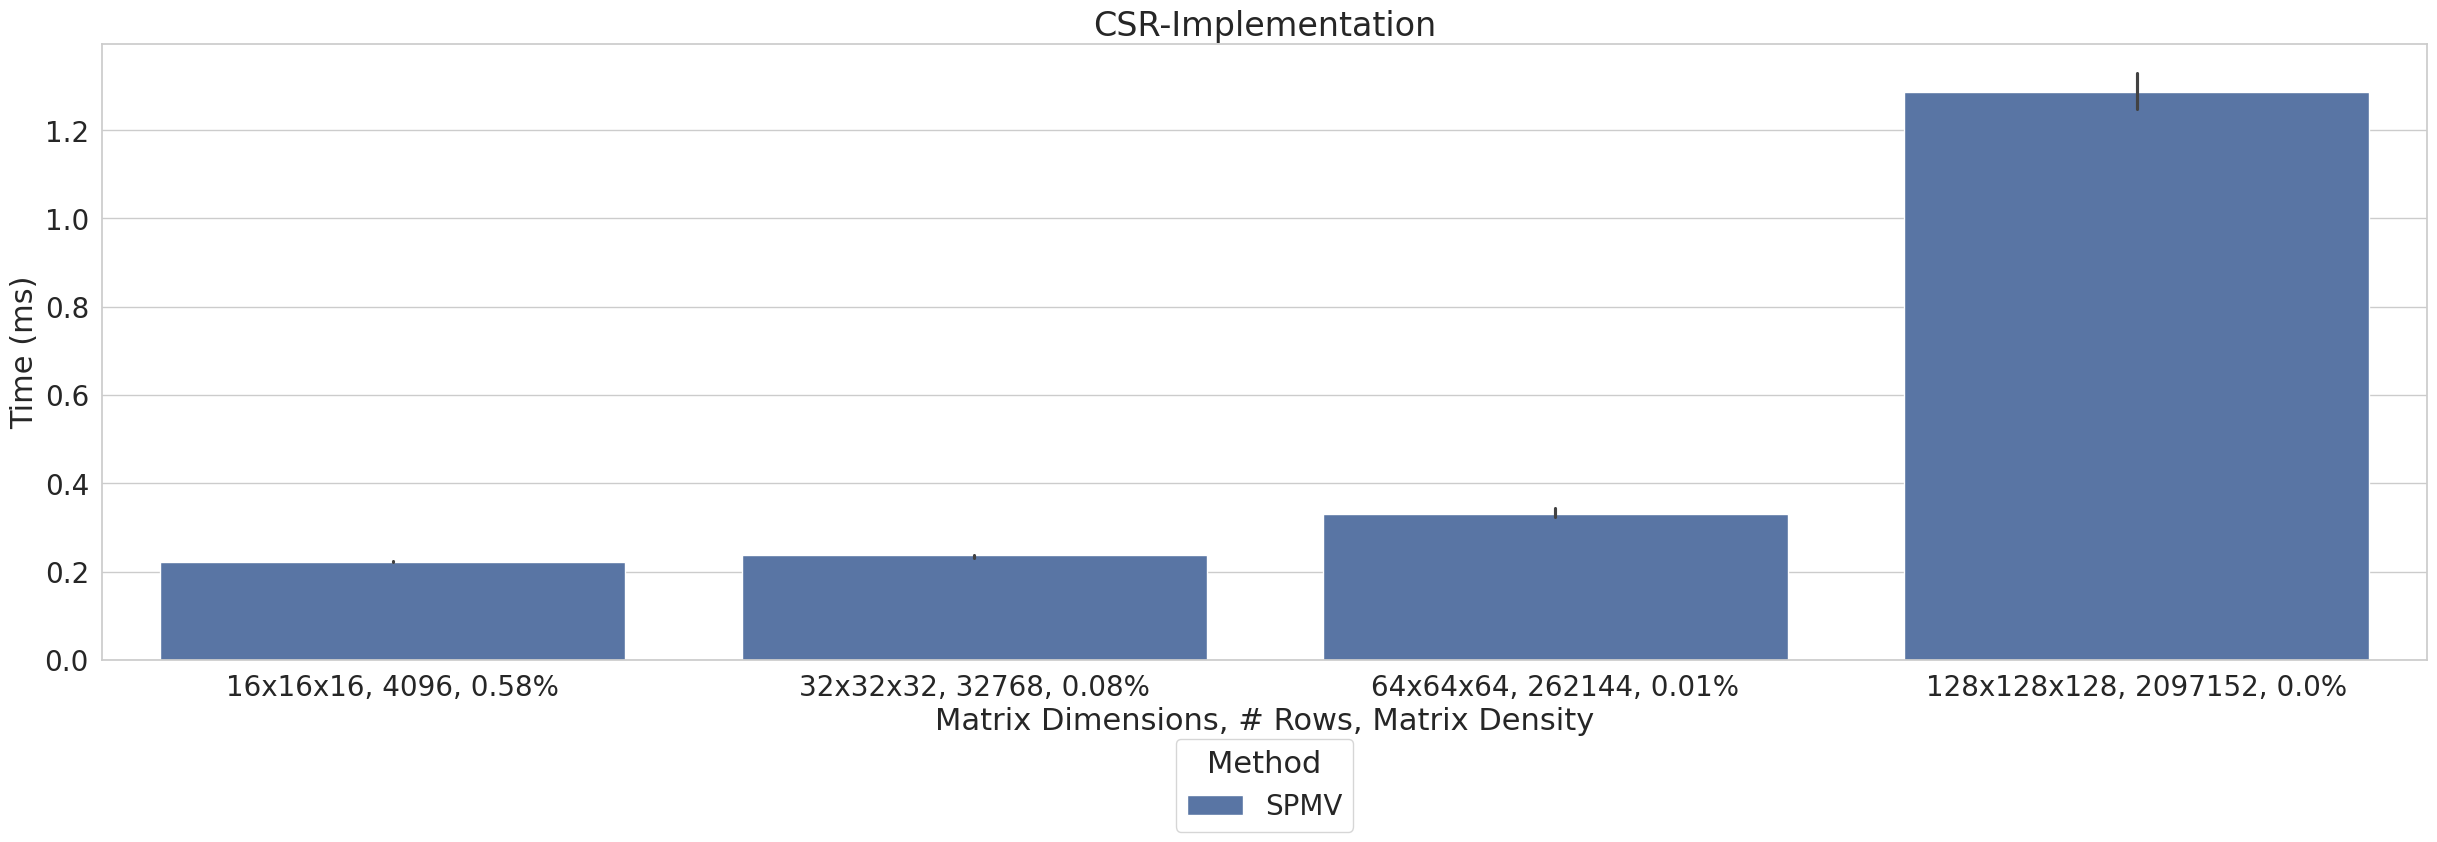 CSR-Implementation
Time (ms)
1.2
1.0
0.8
0.6
0.4
0.2
0.0
16x16x16, 4096, 0.58%
32x32x32, 32768, 0.08%
64x64x64, 262144, 0.01%
128x128x128, 2097152, 0.0%
Matrix Dimensions, # Rows, Matrix Density
Method
SPMV